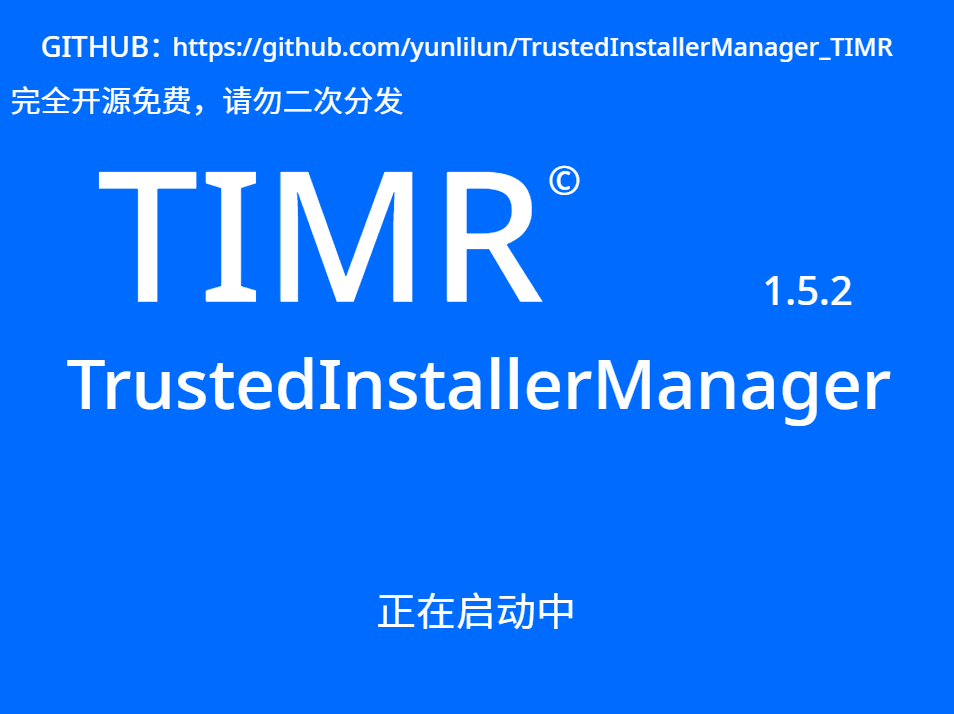 GITHUB：https://github.com/yunlilun/TrustedInstallerManager_TIMR
完全开源免费，请勿二次分发
TIMR©
1.5.2
TrustedInstallerManager
正在启动中